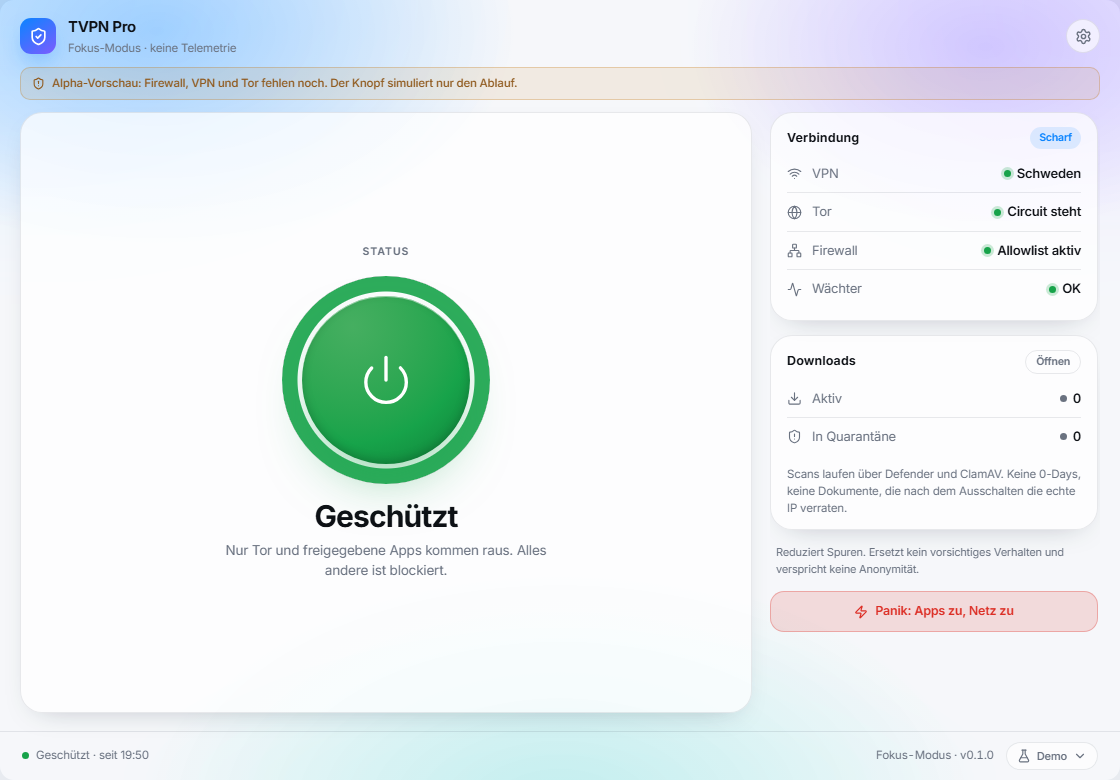 TVPN Pro
Fokus-Modus · keine Telemetrie
Alpha-Vorschau: Firewall, VPN und Tor fehlen noch. Der Knopf simuliert nur den Ablauf.
STATUS
Geschützt
Nur Tor und freigegebene Apps kommen raus. Alles
andere ist blockiert.
Verbindung Scharf
VPN Schweden
Tor Circuit steht
Firewall Allowlist aktiv
Wächter OK
Downloads Öffnen
Aktiv 0
In Quarantäne 0
Scans laufen über Defender und ClamAV. Keine 0-Days,
keine Dokumente, die nach dem Ausschalten die echte
IP verraten.
Reduziert Spuren. Ersetzt kein vorsichtiges Verhalten und
verspricht keine Anonymität.
Panik: Apps zu, Netz zu
Geschützt · seit 19:50
Fokus-Modus · v0.1.0 Demo